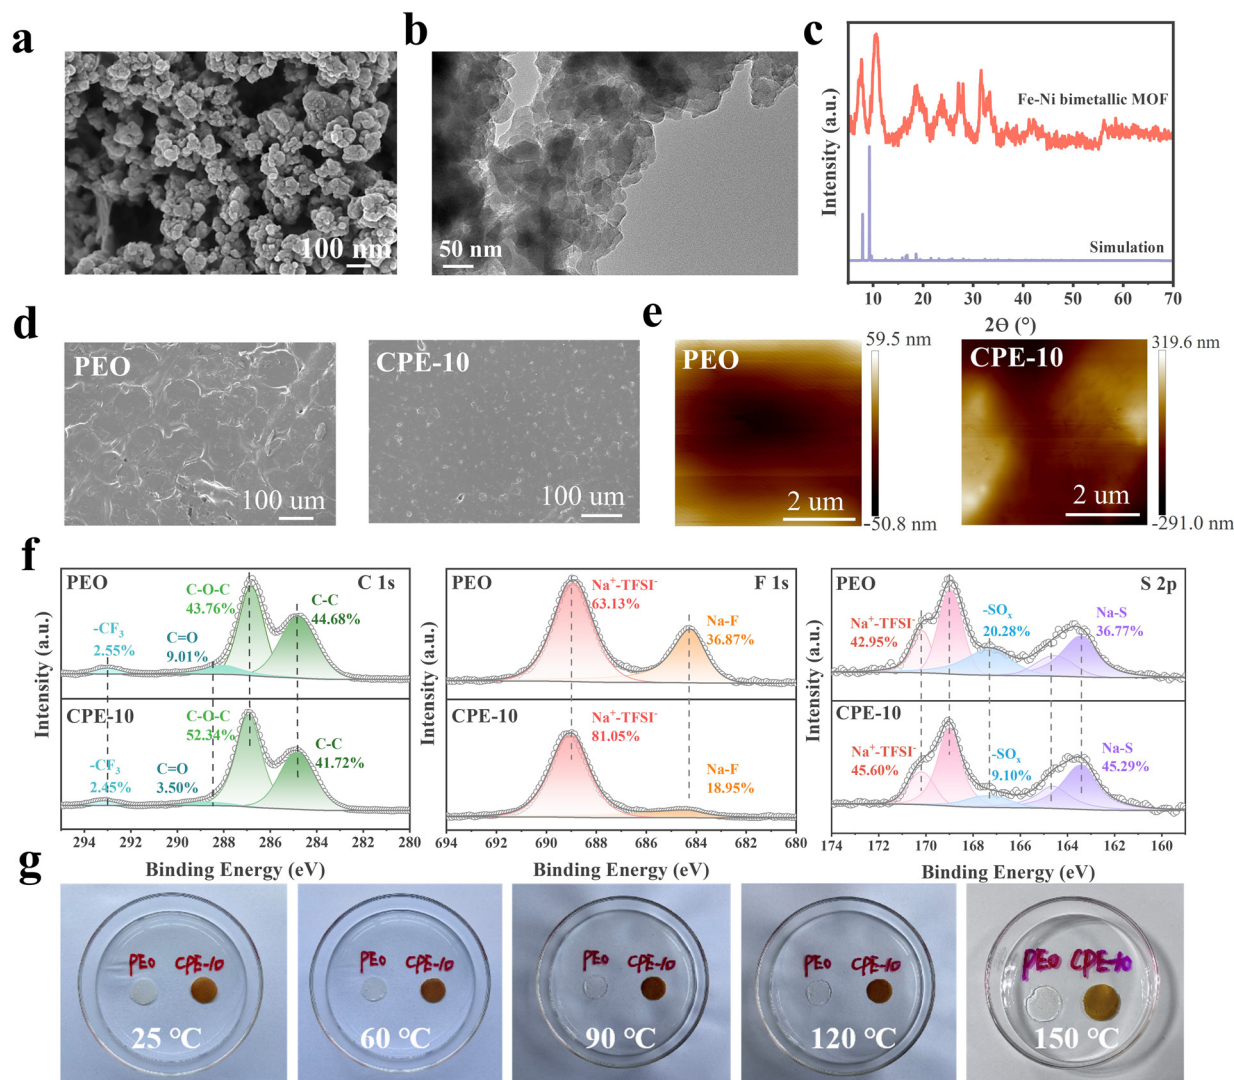 a
100 nm
b
50 nm
c
Intensity (a.u.)
Fe-Ni bimetallic MOF
Simulation
10 20 30 40 50 60 70
2Θ (°)
d
PEO
100 um
CPE-10
100 um
e
PEO
2 um
59.5 nm
-50.8 nm
CPE-10
2 um
319.6 nm
-291.0 nm
f
Intensity (a.u.)
PEO
C 1s
-CF₃
2.55%
C=O
9.01%
C-O-C
43.76%
C-C
44.68%
CPE-10
-CF₃
2.45%
C=O
3.50%
C-O-C
52.34%
C-C
41.72%
294 292 290 288 286 284 282 280
Binding Energy (eV)
Intensity (a.u.)
PEO
F 1s
Na⁺-TFSI⁻
63.13%
Na-F
36.87%
CPE-10
Na⁺-TFSI⁻
81.05%
Na-F
18.95%
696 692 688 684 680
Binding Energy (eV)
Intensity (a.u.)
PEO
S 2p
Na⁺-TFSI⁻
42.95%
-SOₓ
20.28%
Na-S
36.77%
CPE-10
Na⁺-TFSI⁻
45.60%
-SOₓ
9.10%
Na-S
45.29%
174 172 170 168 166 164 162 160
Binding Energy (eV)
g
PEO CPE-10
25 °C
PEO CPE-10
60 °C
PEO CPE-10
90 °C
PEO CPE-10
120 °C
PEO CPE-10
150 °C